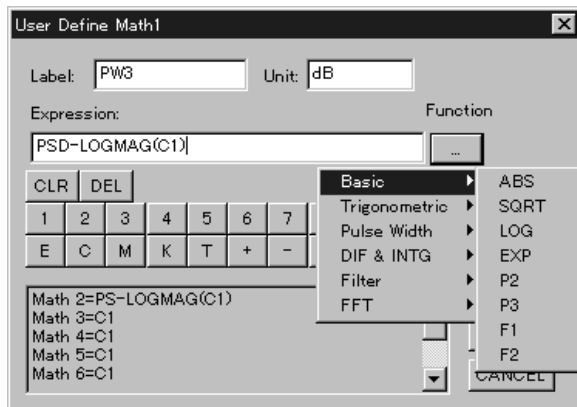 User Define Math1
Label: PW3 Unit: dB
Expression: Function
PSD-LOGMAG(C1)
...
CLR DEL
1 2 3 4 5 6 7
E C M K T + -
Basic
Trigonometric
Pulse Width
DIF & INTG
Filter
FFT
ABS
SQRT
LOG
EXP
P2
P3
F1
F2
Math 2=PS-LOGMAG(C1)
Math 3=C1
Math 4=C1
Math 5=C1
Math 6=C1
CANCEL